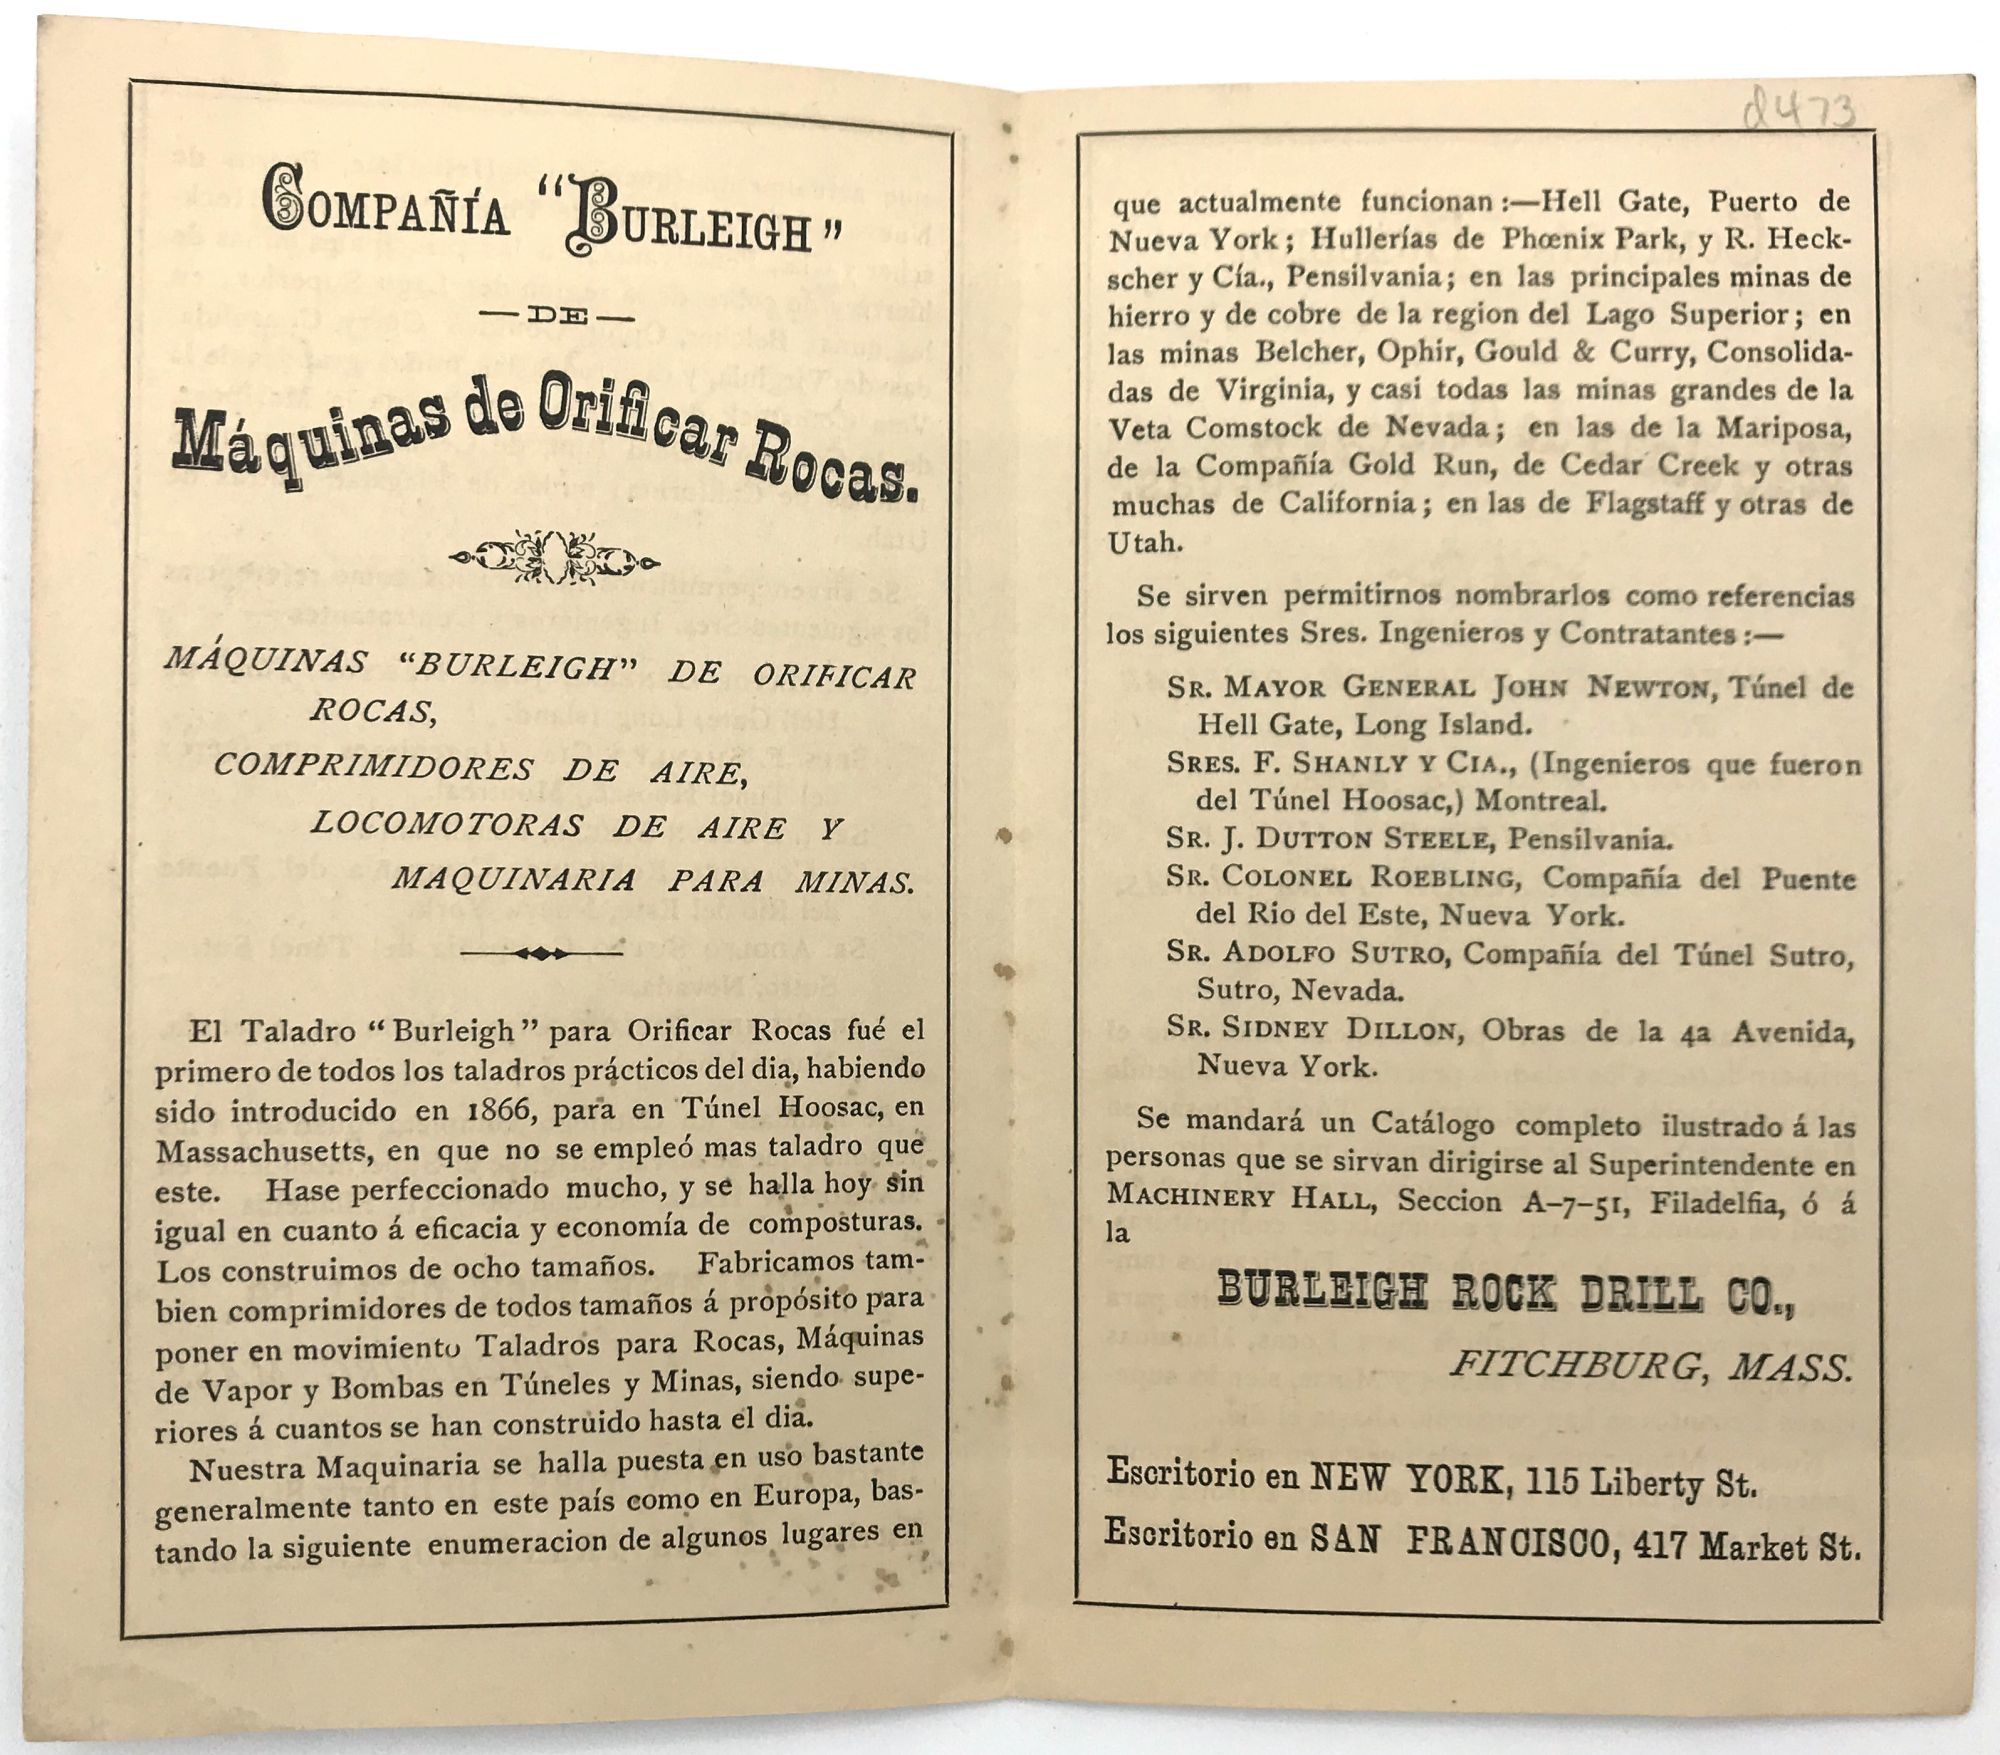 COMPAÑÍA "BURLEIGH"
—DE—
Máquinas de Orificar Rocas.
MÁQUINAS "BURLEIGH" DE ORIFICAR
ROCAS,
COMPRIMIDORES DE AIRE,
LOCOMOTORAS DE AIRE Y
MAQUINARIA PARA MINAS.
El Taladro "Burleigh" para Orificar Rocas fué el
primero de todos los taladros prácticos del dia, habiendo
sido introducido en 1866, para en Túnel Hoosac, en
Massachusetts, en que no se empleó mas taladro que
este. Hase perfeccionado mucho, y se halla hoy sin
igual en cuanto á eficacia y economía de composturas.
Los construimos de ocho tamaños. Fabricamos tam-
bien comprimidores de todos tamaños á propósito para
poner en movimiento Taladros para Rocas, Máquinas
de Vapor y Bombas en Túneles y Minas, siendo supe-
riores á cuantos se han construido hasta el dia.
Nuestra Maquinaria se halla puesta en uso bastante
generalmente tanto en este país como en Europa, bas-
tando la siguiente enumeracion de algunos lugares en
d473
que actualmente funcionan:—Hell Gate, Puerto de
Nueva York; Hullerías de Phœnix Park, y R. Heck-
scher y Cía., Pensilvania; en las principales minas de
hierro y de cobre de la region del Lago Superior; en
las minas Belcher, Ophir, Gould & Curry, Consolida-
das de Virginia, y casi todas las minas grandes de la
Veta Comstock de Nevada; en las de la Mariposa,
de la Compañía Gold Run, de Cedar Creek y otras
muchas de California; en las de Flagstaff y otras de
Utah.
Se sirven permitirnos nombrarlos como referencias
los siguientes Sres. Ingenieros y Contratantes:—
SR. MAYOR GENERAL JOHN NEWTON, Túnel de
Hell Gate, Long Island.
SRES. F. SHANLY Y CIA., (Ingenieros que fueron
del Túnel Hoosac,) Montreal.
SR. J. DUTTON STEELE, Pensilvania.
SR. COLONEL ROEBLING, Compañía del Puente
del Rio del Este, Nueva York.
SR. ADOLFO SUTRO, Compañía del Túnel Sutro,
Sutro, Nevada.
SR. SIDNEY DILLON, Obras de la 4a Avenida,
Nueva York.
Se mandará un Catálogo completo ilustrado á las
personas que se sirvan dirigirse al Superintendente en
MACHINERY HALL, Seccion A-7-51, Filadelfia, ó á
la
BURLEIGH ROCK DRILL CO.,
FITCHBURG, MASS.
Escritorio en NEW YORK, 115 Liberty St.
Escritorio en SAN FRANCISCO, 417 Market St.